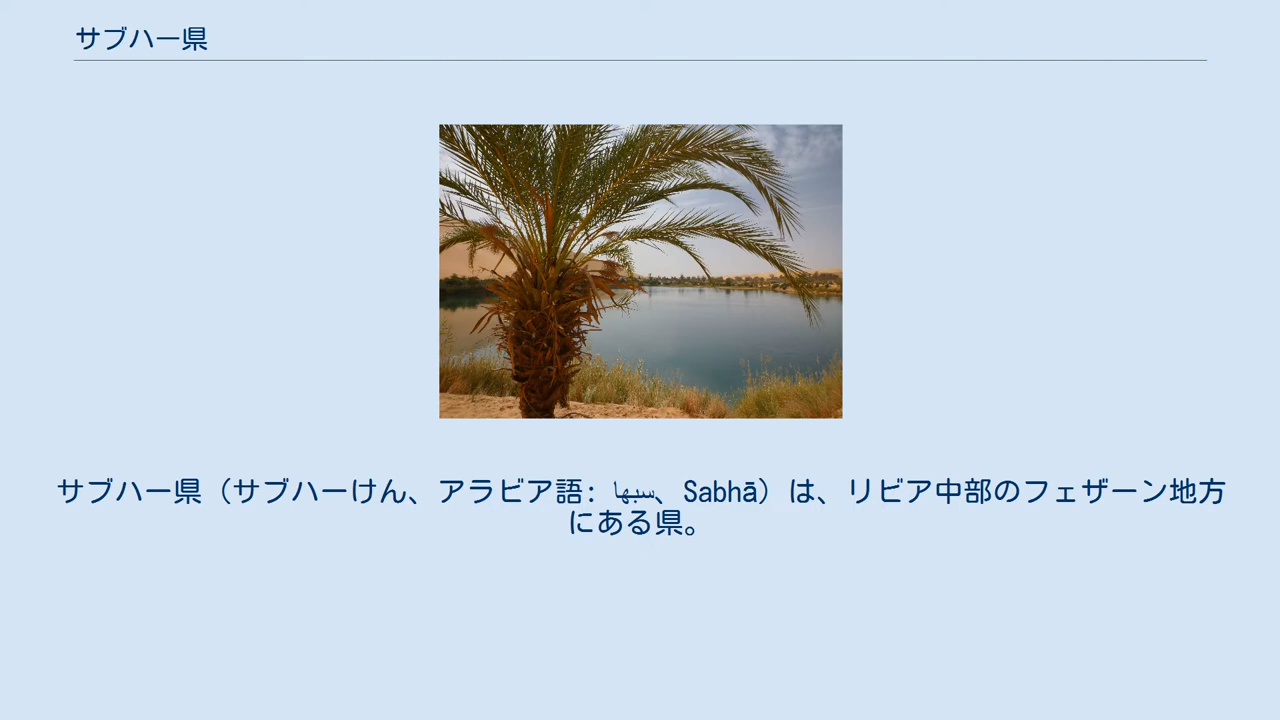 サブハー県
サブハー県（サブハーけん、アラビア語: سبها、Sabhā）は、リビア中部のフェザーン地方
にある県。